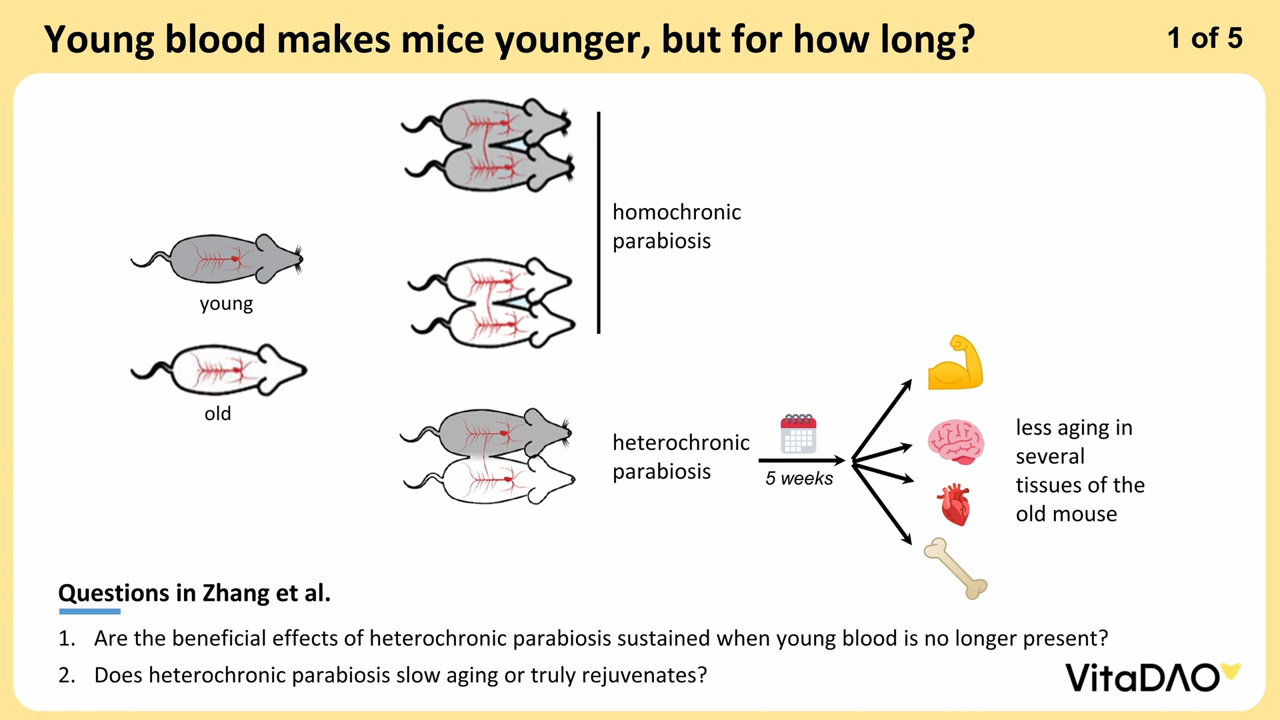 Young blood makes mice younger, but for how long?
1 of 5
young
old
homochronic
parabiosis
heterochronic
parabiosis
5 weeks
less aging in
several
tissues of the
old mouse
Questions in Zhang et al.
1. Are the beneficial effects of heterochronic parabiosis sustained when young blood is no longer present?
2. Does heterochronic parabiosis slow aging or truly rejuvenates?
VitaDAO